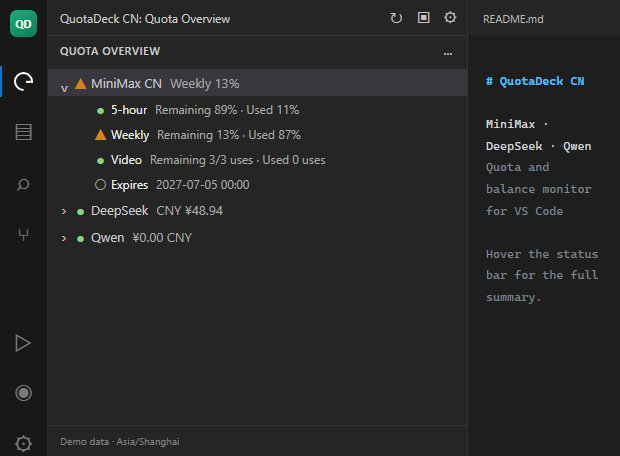 QD
QuotaDeck CN: Quota Overview
README.md
QUOTA OVERVIEW
...
MiniMax CN Weekly 13%
5-hour Remaining 89% · Used 11%
Weekly Remaining 13% · Used 87%
Video Remaining 3/3 uses · Used 0 uses
Expires 2027-07-05 00:00
DeepSeek CNY ¥48.94
Qwen ¥0.00 CNY
# QuotaDeck CN
MiniMax ·
DeepSeek · Qwen
Quota and
balance monitor
for VS Code
Hover the status
bar for the full
summary.
Demo data · Asia/Shanghai